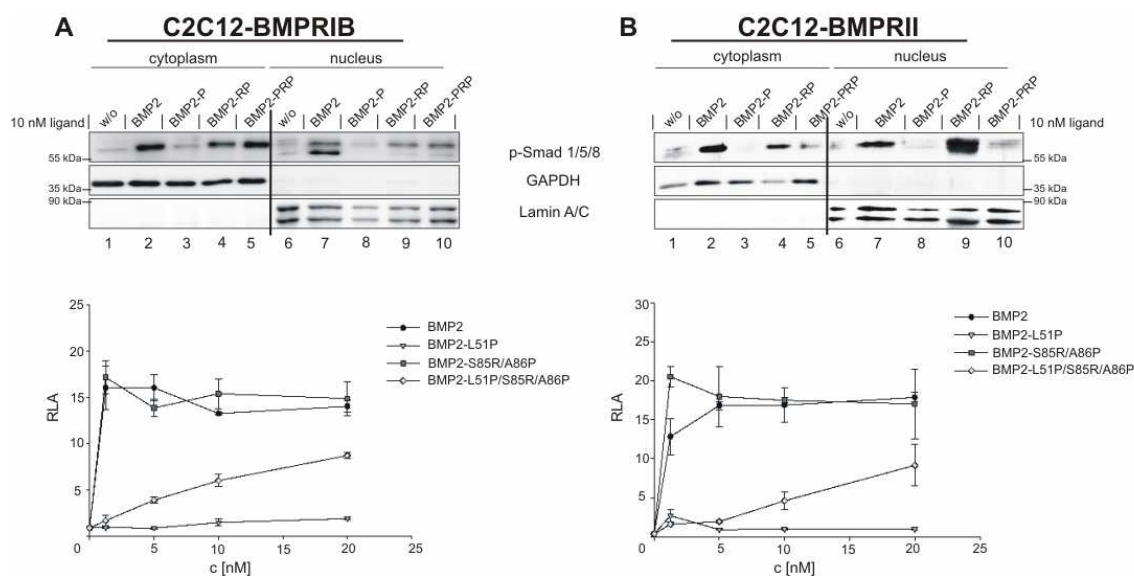 A C2C12-BMPRIB
cytoplasm nucleus
w/o BMP2 BMP2-P BMP2-RP BMP2-PRP w/o BMP2 BMP2-P BMP2-RP BMP2-PRP
10 nM ligand
55 kDa
35 kDa
90 kDa
1 2 3 4 5 6 7 8 9 10
p-Smad 1/5/8
GAPDH
Lamin A/C
B C2C12-BMPRII
cytoplasm nucleus
w/o BMP2 BMP2-P BMP2-RP BMP2-PRP w/o BMP2 BMP2-P BMP2-RP BMP2-PRP
10 nM ligand
55 kDa
35 kDa
90 kDa
1 2 3 4 5 6 7 8 9 10
25
20
15
10
5
0
RLA
5 10 15 20 25
c [nM]
BMP2
BMP2-L51P
BMP2-S85R/A86P
BMP2-L51P/S85R/A86P
30
25
20
15
10
5
0
RLA
5 10 15 20 25
c [nM]
BMP2
BMP2-L51P
BMP2-S85R/A86P
BMP2-L51P/S85R/A86P